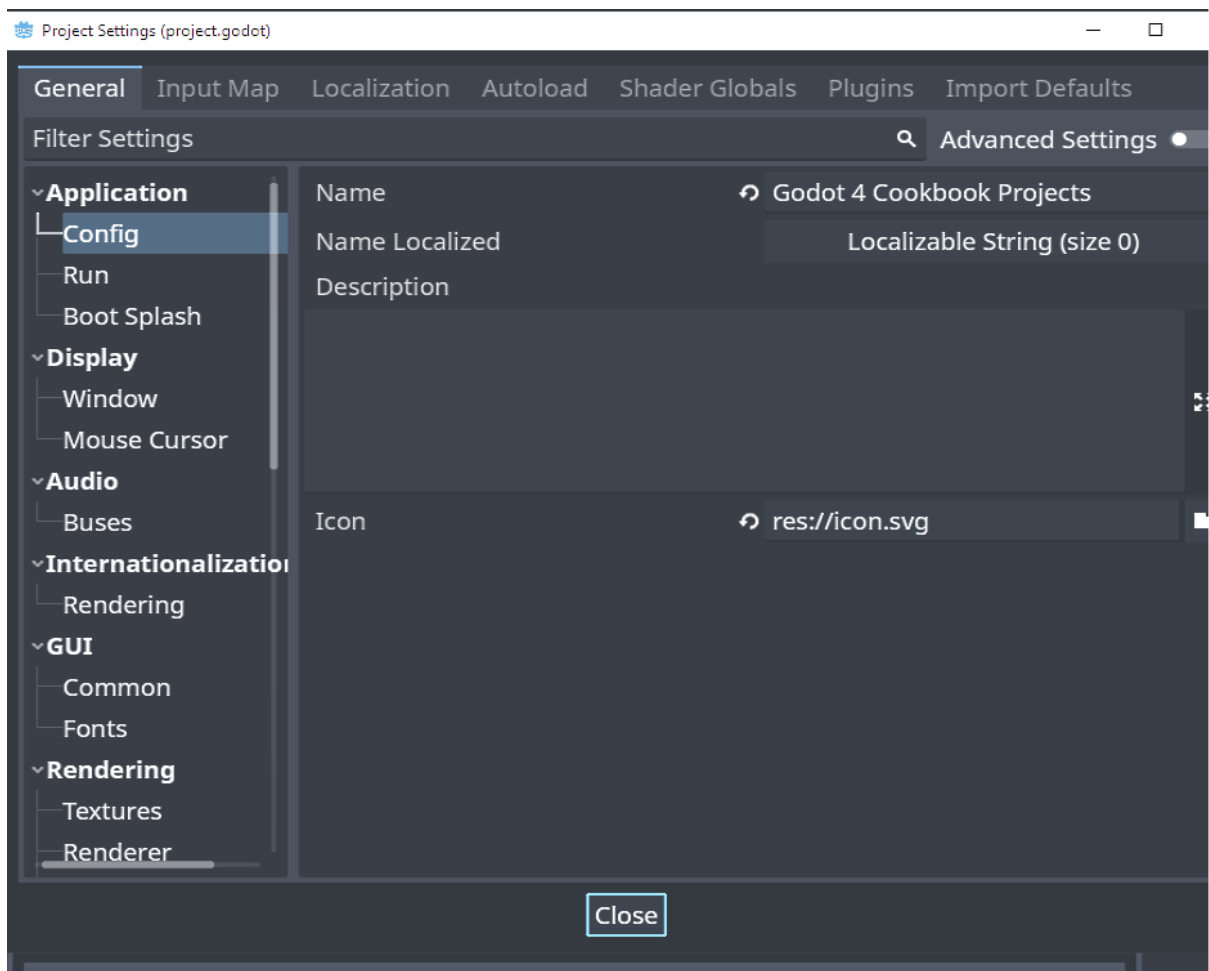 Project Settings (project.godot)
General Input Map Localization Autoload Shader Globals Plugins Import Defaults
Filter Settings Advanced Settings
Application
Config
Run
Boot Splash
Display
Window
Mouse Cursor
Audio
Buses
Internationalization
Rendering
GUI
Common
Fonts
Rendering
Textures
Renderer
Name Godot 4 Cookbook Projects
Name Localized Localizable String (size 0)
Description
Icon res://icon.svg
Close